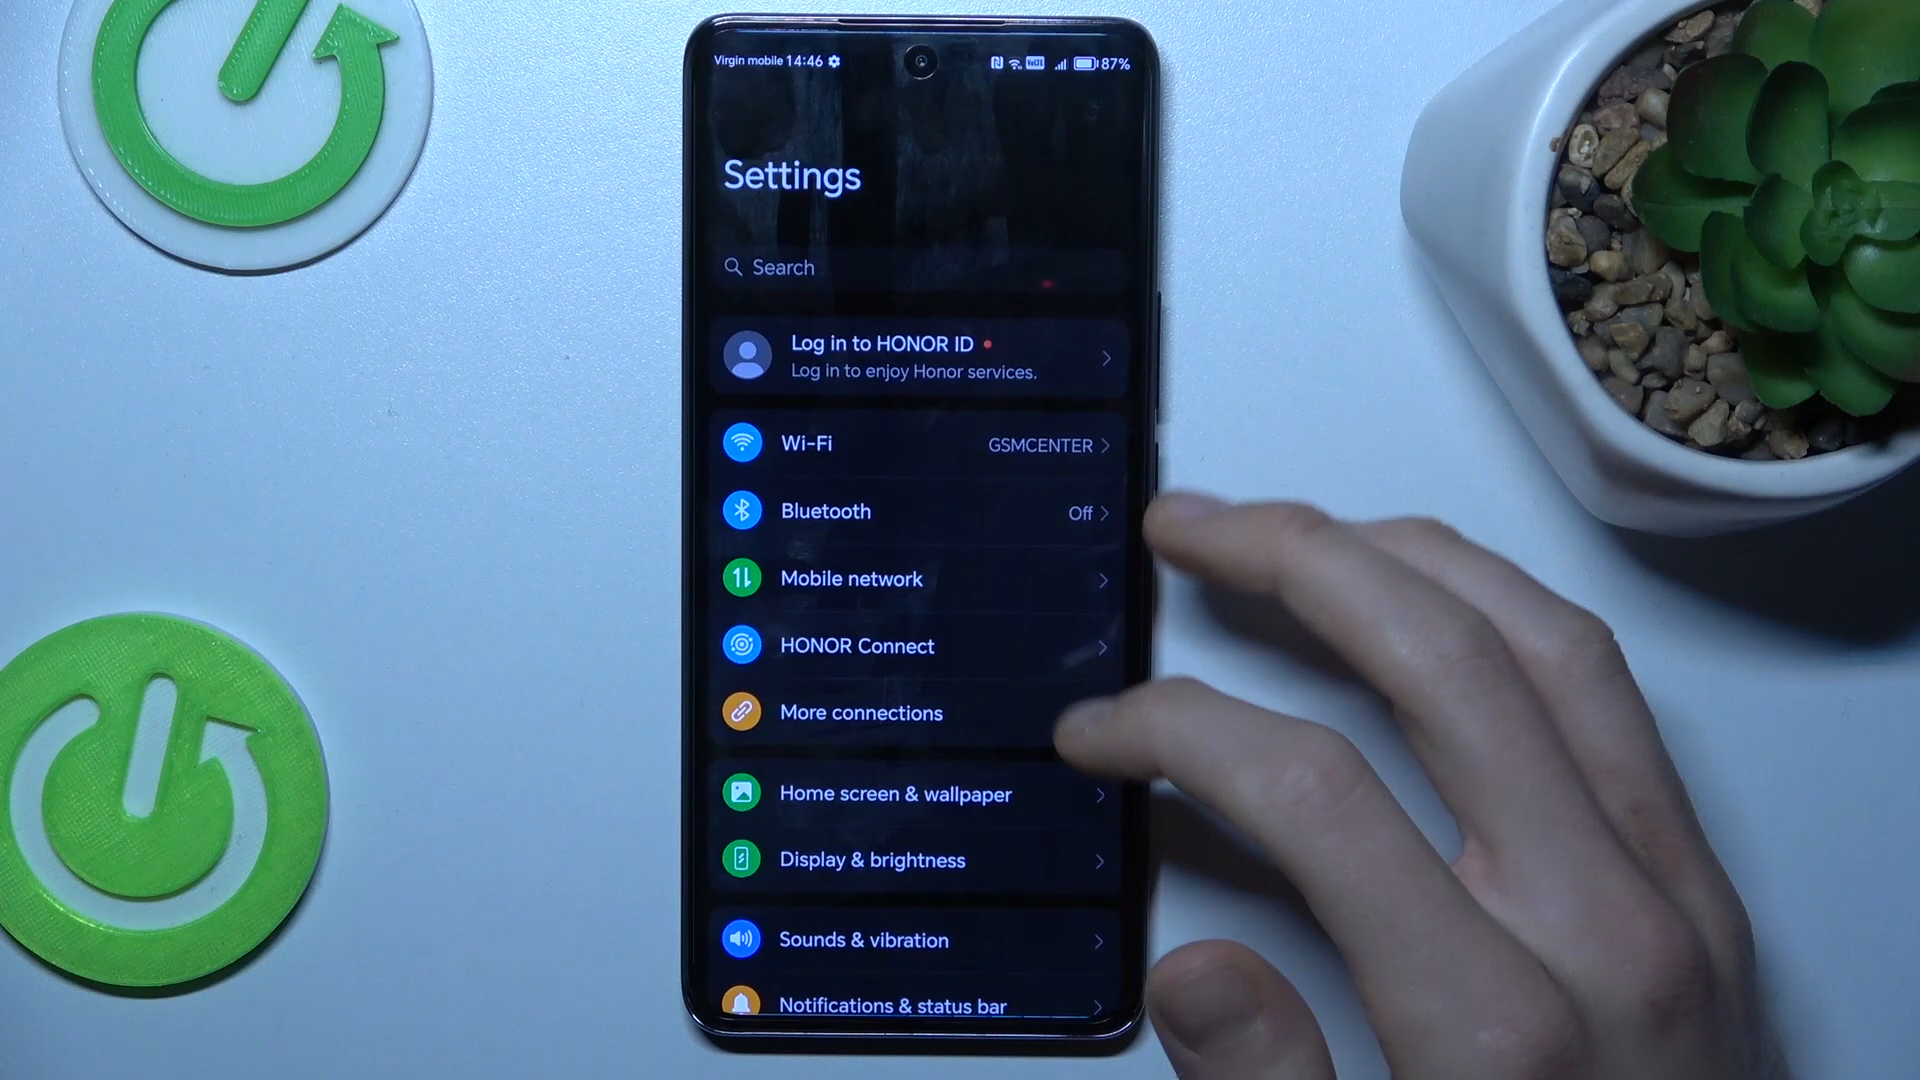 Virgin mobile 14:46 VoLTE 87%
Settings
Search
Log in to HONOR ID
Log in to enjoy Honor services.
Wi-Fi GSMCENTER
Bluetooth Off
Mobile network
HONOR Connect
More connections
Home screen & wallpaper
Display & brightness
Sounds & vibration
Notifications & status bar